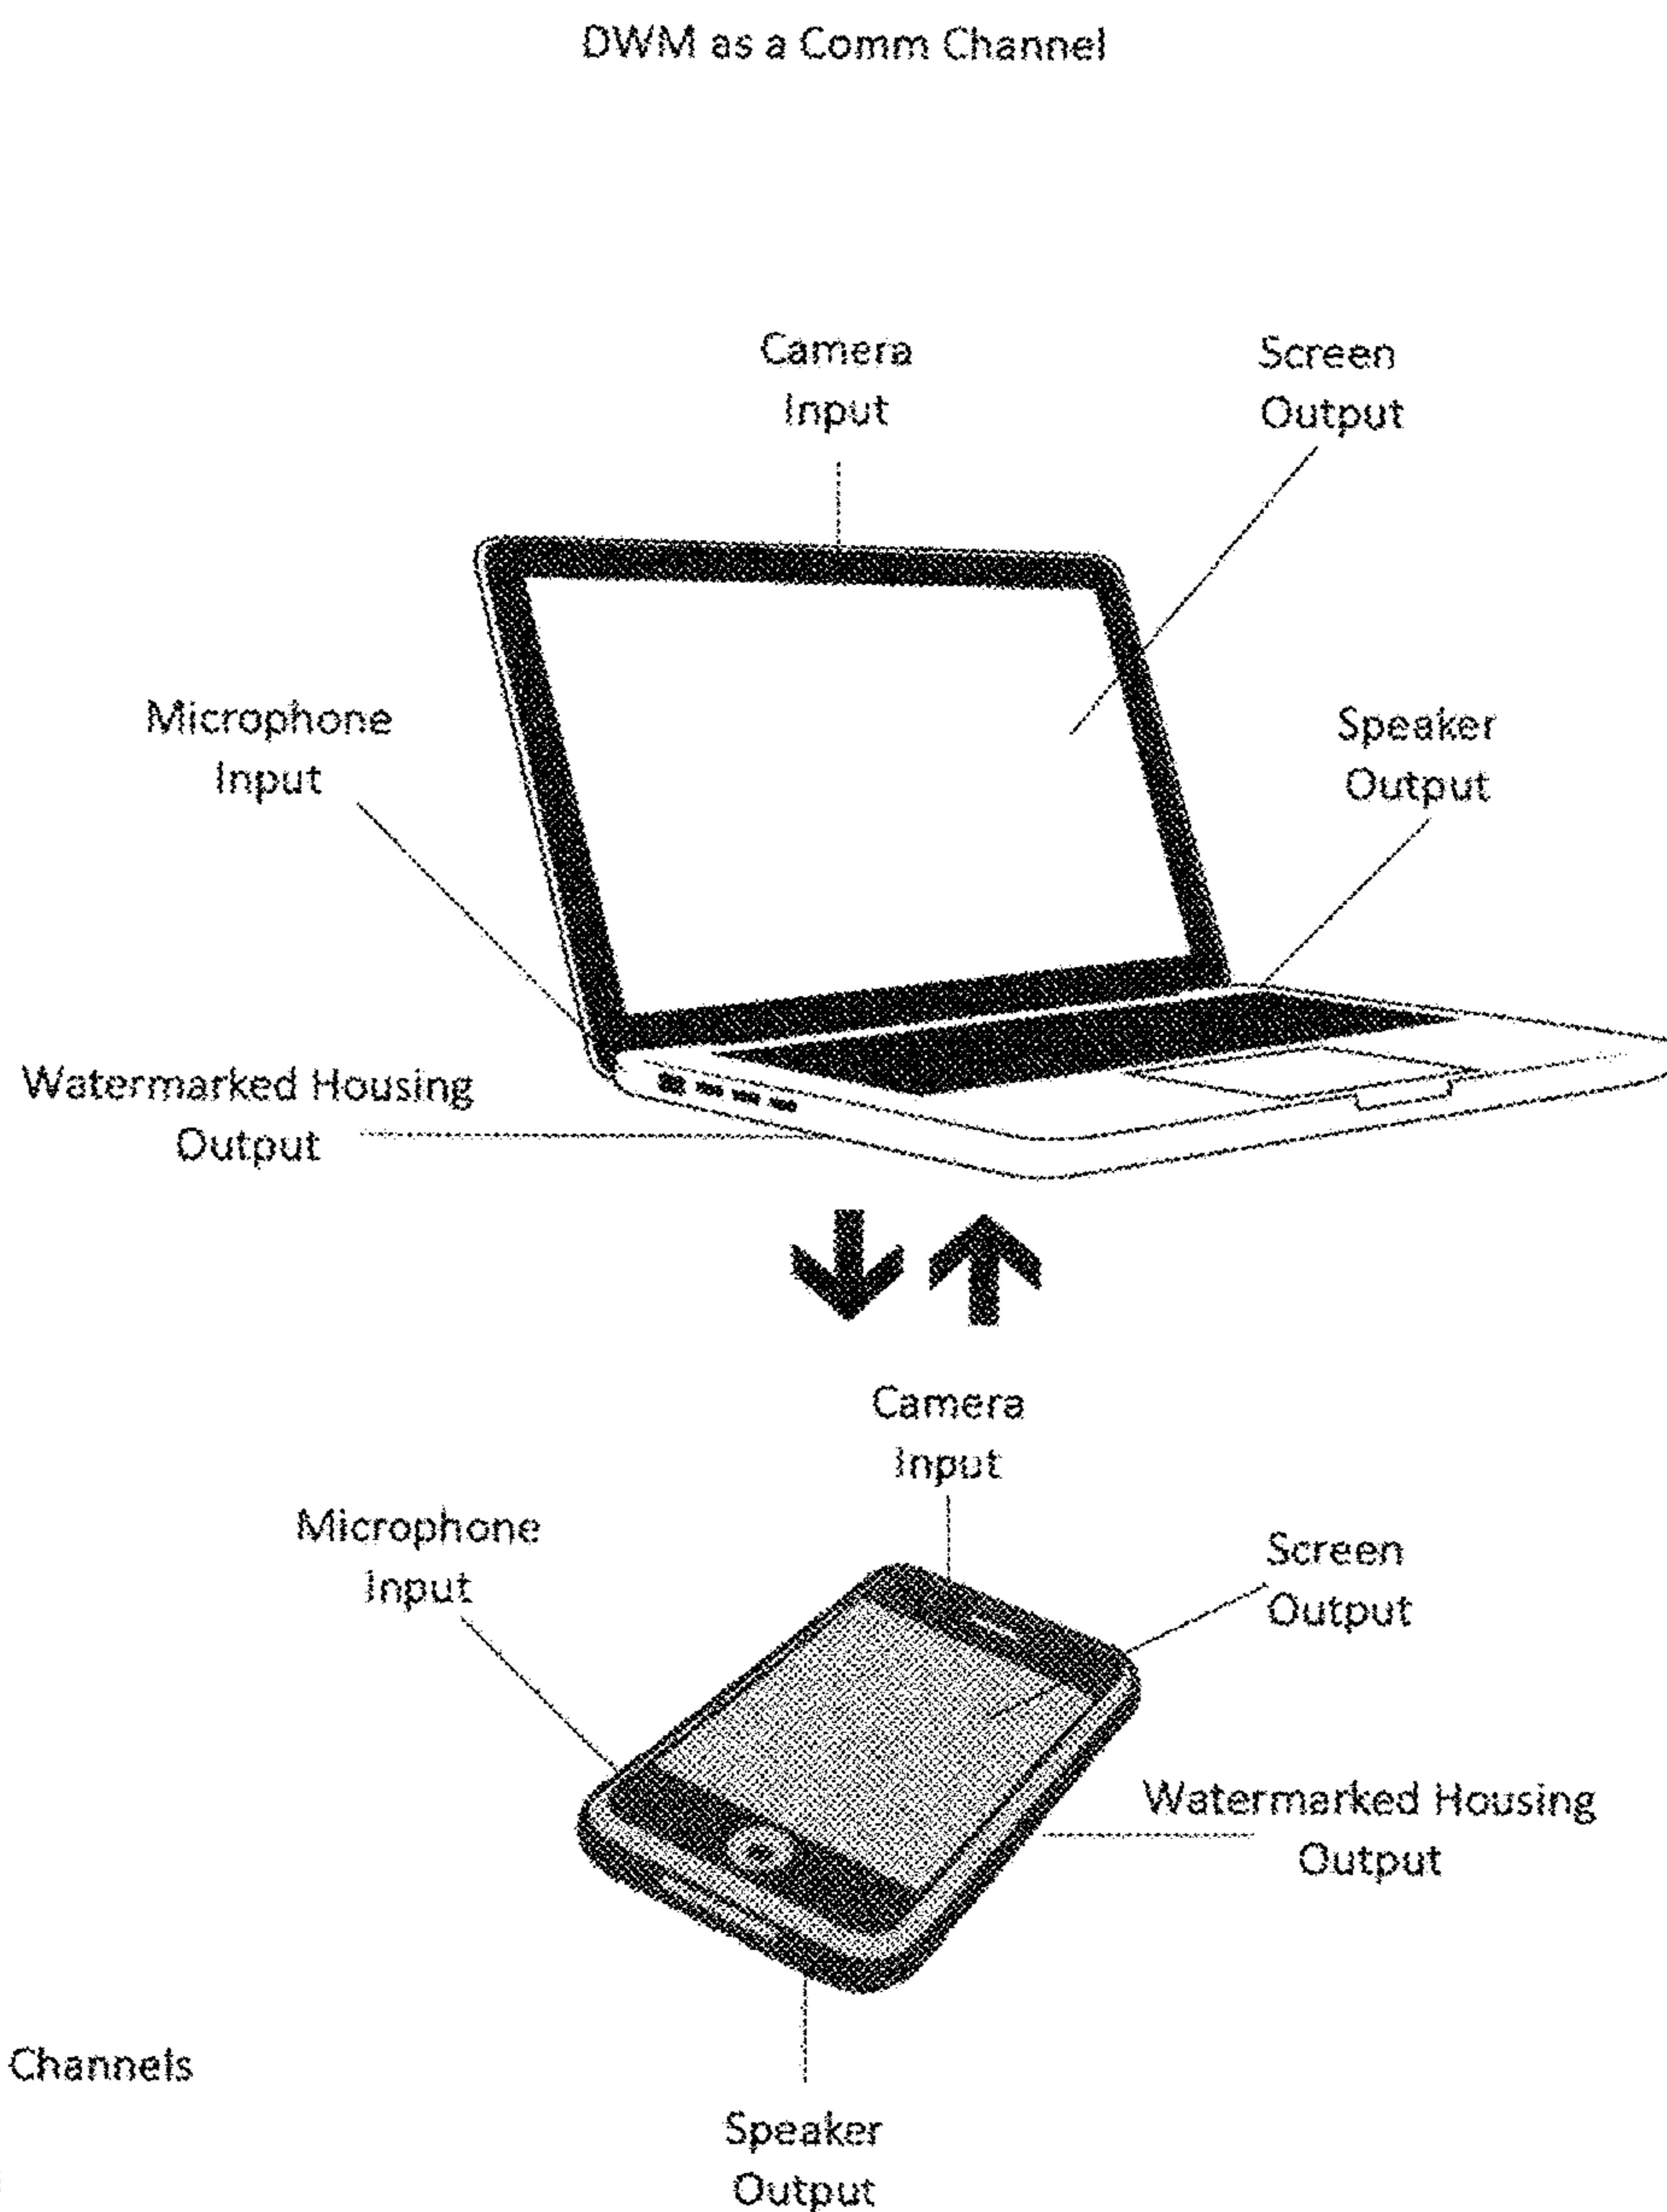 DWM as a Comm Channel
Camera
Input
Screen
Output
Microphone
Input
Speaker
Output
Watermarked Housing
Output
Camera
Input
Microphone
Input
Screen
Output
Watermarked Housing
Output
Channels
Speaker
Output